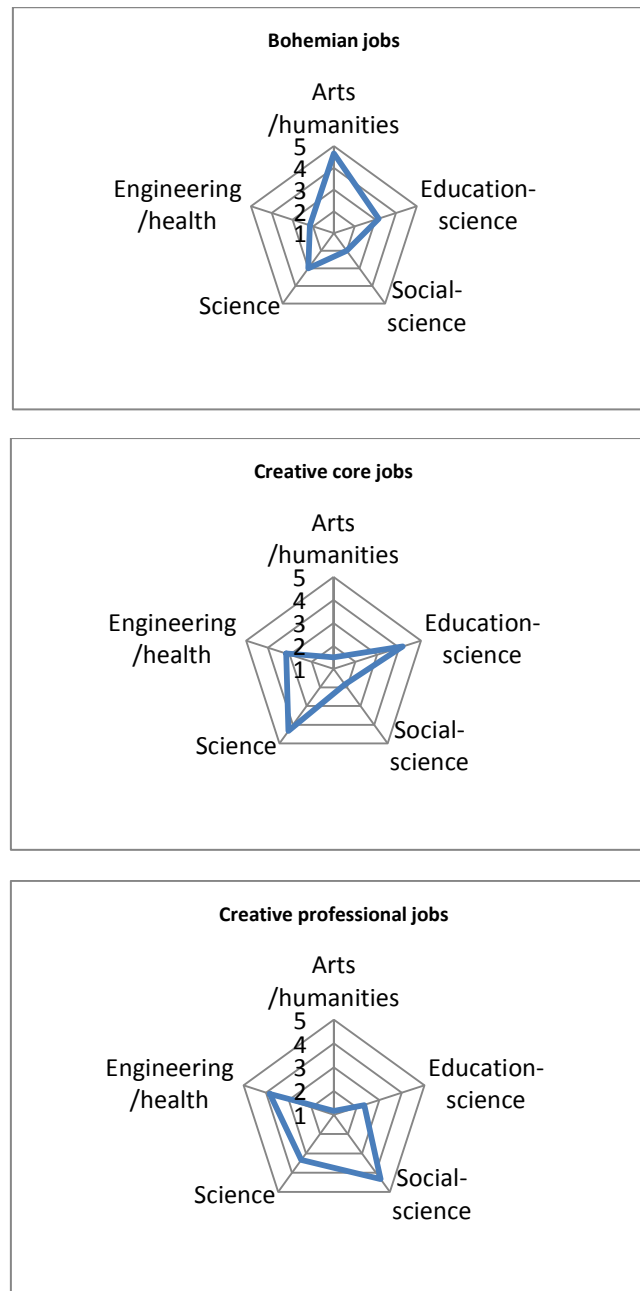 Bohemian jobs
Arts
/humanities
5
4
3
2
1
Engineering
/health
Education-
science
Science
Social-
science
Creative core jobs
Arts
/humanities
5
4
3
2
1
Engineering
/health
Education-
science
Science
Social-
science
Creative professional jobs
Arts
/humanities
5
4
3
2
1
Engineering
/health
Education-
science
Science
Social-
science